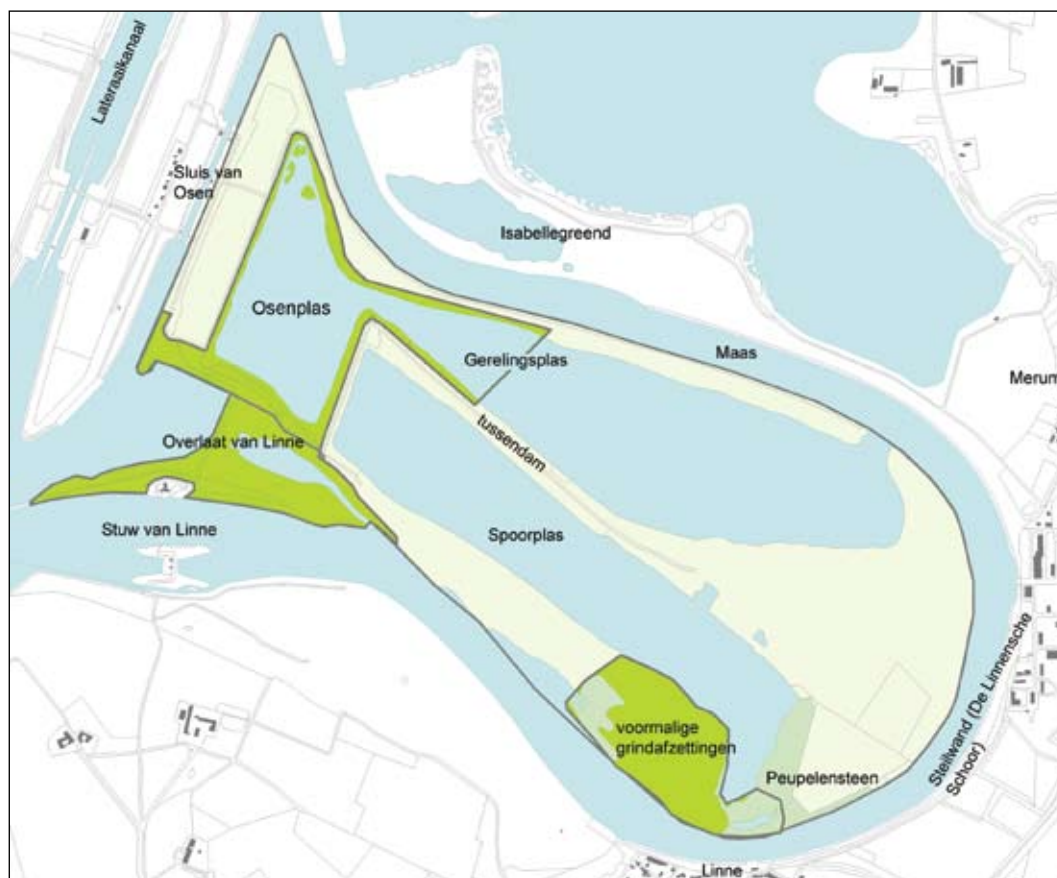 Lateraalkanaal
Sluis van
Osen
Isabellegreend
Osenplas
Maas
Gerelingsplas
Merum
tussendam
Overlaat van Linne
Stuw van Linne
Spoorplas
Steilwand (De Linnensche
Schoor)
voormalige
grindafzettingen
Peupelensteen
Linne